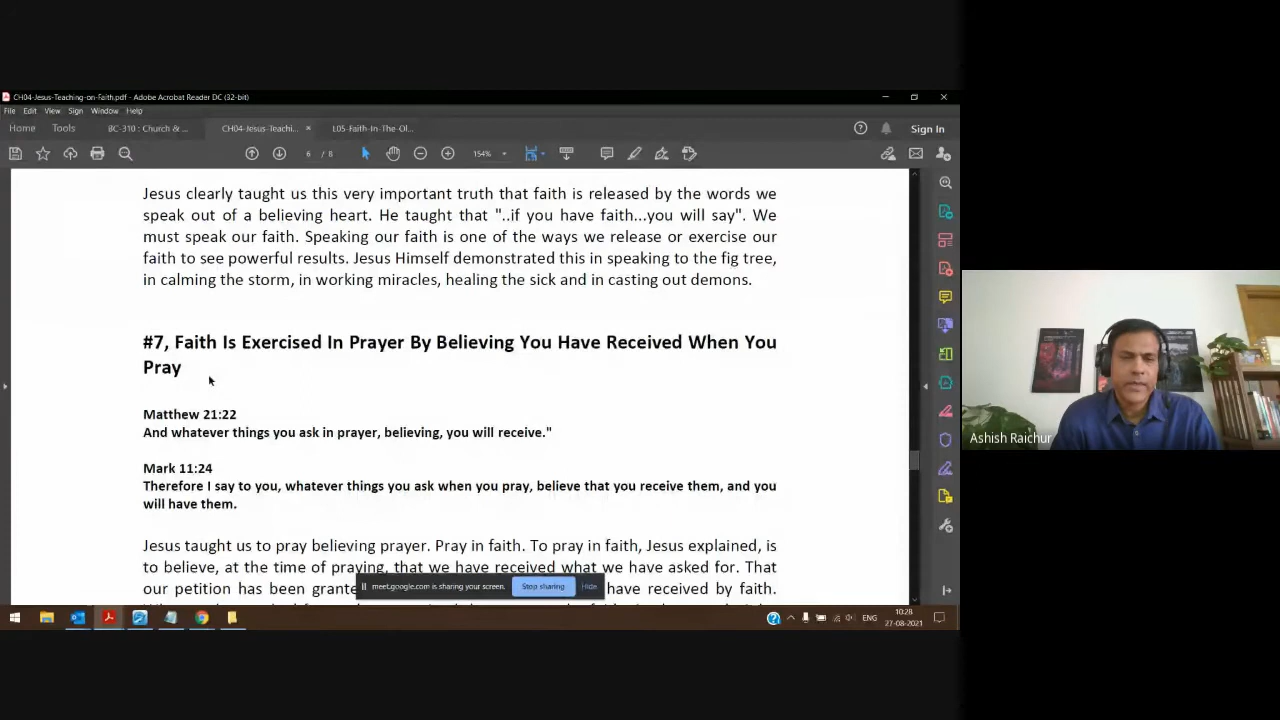 CH04-Jesus-Teaching-on-Faith.pdf - Adobe Acrobat Reader DC (32-bit)
File Edit View Sign Window Help
Home Tools BC-310 : Church & ... CH04-Jesus-Teachi... × L05-Faith-In-The-Ol... Sign In
6 / 8 154%
Jesus clearly taught us this very important truth that faith is released by the words we
speak out of a believing heart. He taught that "..if you have faith...you will say". We
must speak our faith. Speaking our faith is one of the ways we release or exercise our
faith to see powerful results. Jesus Himself demonstrated this in speaking to the fig tree,
in calming the storm, in working miracles, healing the sick and in casting out demons.
#7, Faith Is Exercised In Prayer By Believing You Have Received When You
Pray
Matthew 21:22
And whatever things you ask in prayer, believing, you will receive."
Mark 11:24
Therefore I say to you, whatever things you ask when you pray, believe that you receive them, and you
will have them.
Jesus taught us to pray believing prayer. Pray in faith. To pray in faith, Jesus explained, is
to believe, at the time of praying, that we have received what we have asked for. That
our petition has been grante have received by faith.
meet.google.com is sharing your screen. Stop sharing Hide
ENG 10:28
27-08-2021
Ashish Raichur